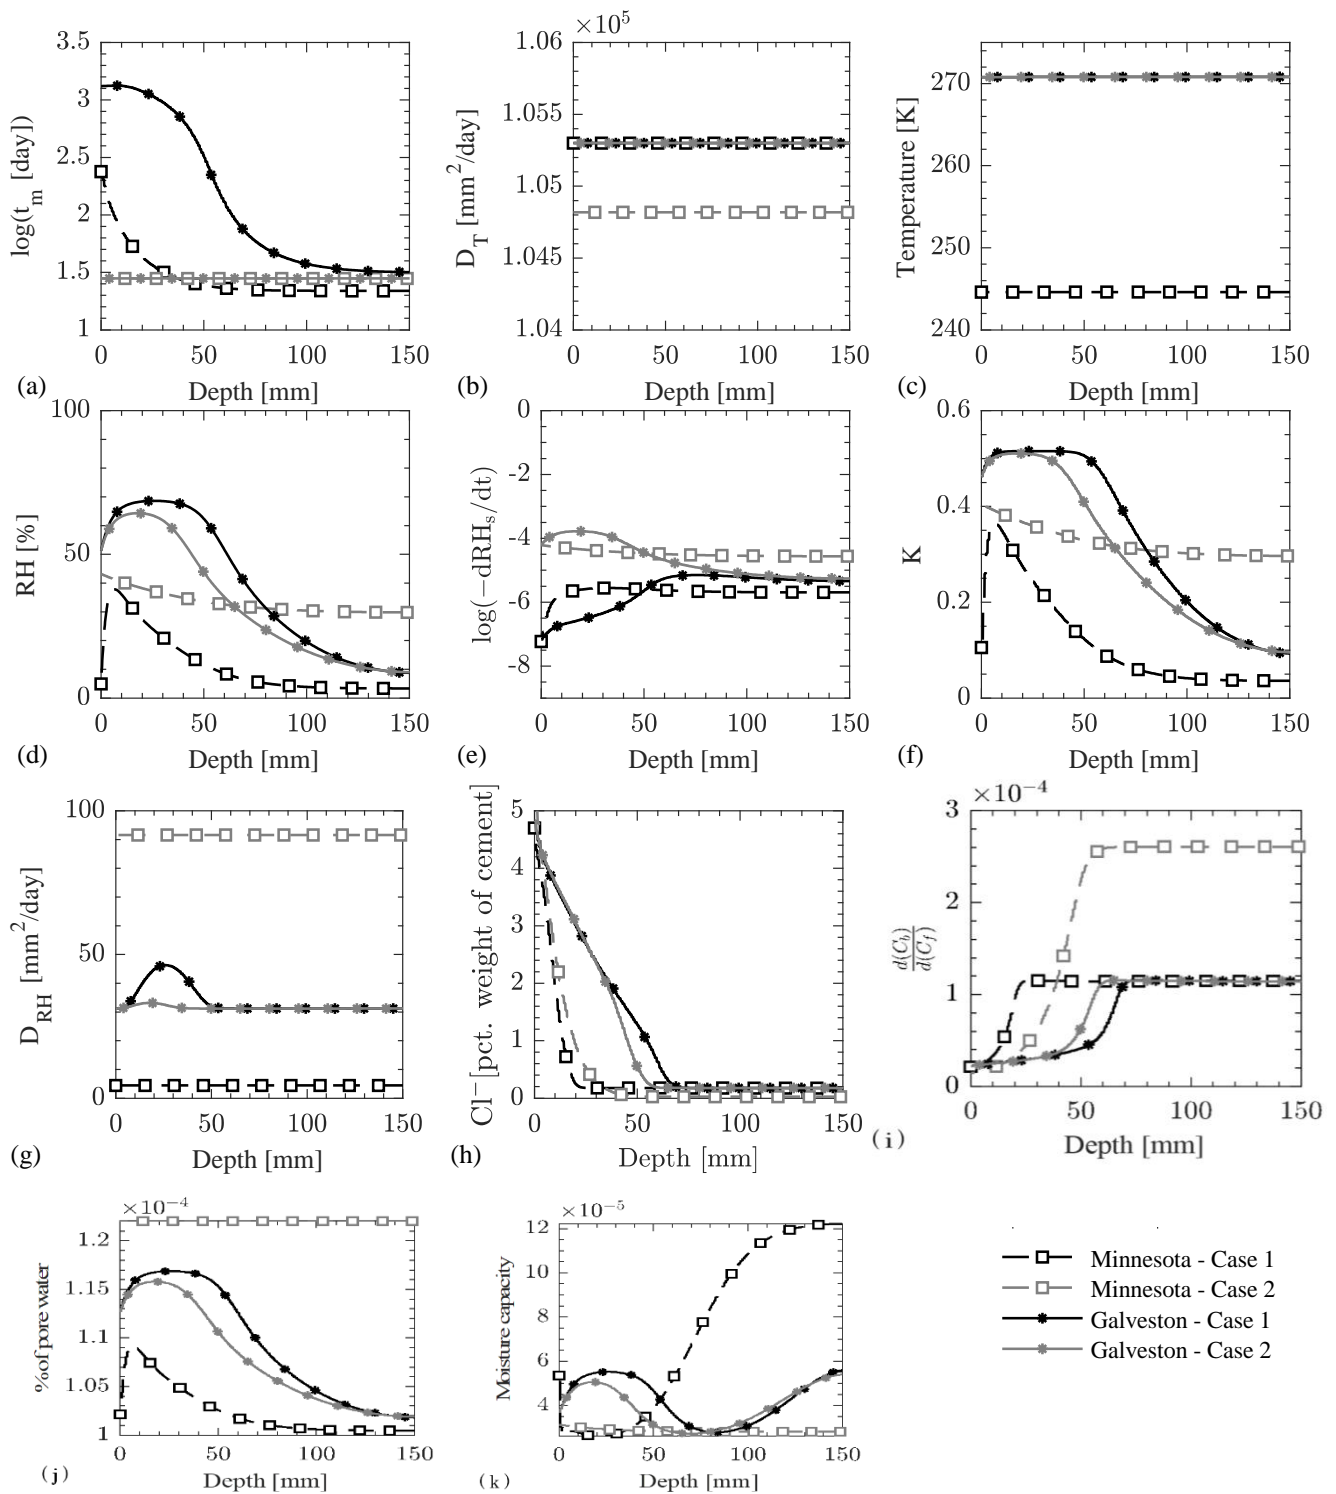 3.5
3
2.5
2
1.5
1
log(t_m [day])
0 50 100 150
(a) Depth [mm]
×10^5
1.06
1.055
1.05
1.045
1.04
D_T [mm^2/day]
0 50 100 150
(b) Depth [mm]
270
260
250
245
240
Temperature [K]
0 50 100 150
(c) Depth [mm]
100
50
0
RH [%]
0 50 100 150
(d) Depth [mm]
0
-2
-4
-6
-8
log(−dRH_s/dt)
0 50 100 150
(e) Depth [mm]
0.6
0.4
0.2
0
K
0 50 100 150
(f) Depth [mm]
100
50
0
D_RH [mm^2/day]
0 50 100 150
(g) Depth [mm]
5
4
3
2
1
0
Cl^−[pct. weight of cement]
0 50 100 150
(h) Depth [mm]
×10^−4
3
2
1
0
d(C_b)
d(C_f)
0 50 100 150
(i) Depth [mm]
×10^−4
1.2
1.15
1.1
1.05
1
% of pore water
0 50 100 150
(j) Depth [mm]
×10^−5
12
10
8
6
4
Moisture capacity
0 50 100 150
(k) Depth [mm]
Minnesota - Case 1
Minnesota - Case 2
Galveston - Case 1
Galveston - Case 2